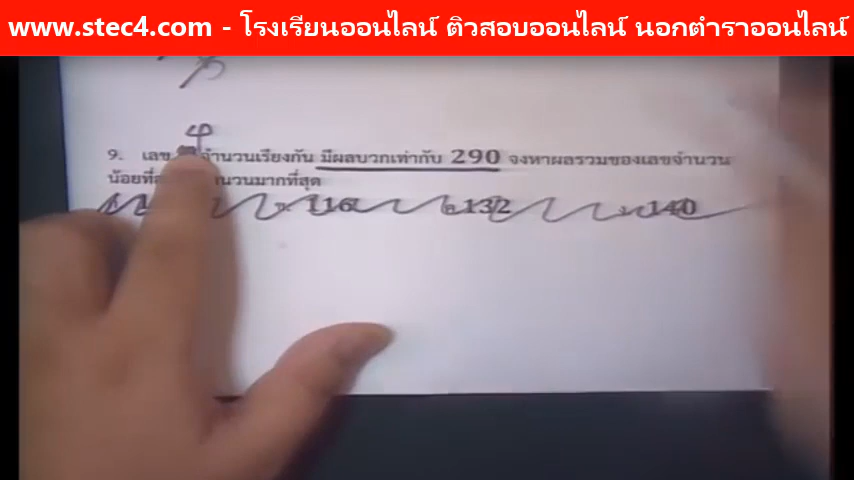 www.stec4.com - โรงเรียนออนไลน์ ติวสอบออนไลน์ นอกตำราออนไลน์
4
9. เลข จำนวนเรียงกัน มีผลบวกเท่ากับ 290 จงหาผลรวมของเลขจำนวน
น้อยที่ นวนมากที่สุด
116 132 140